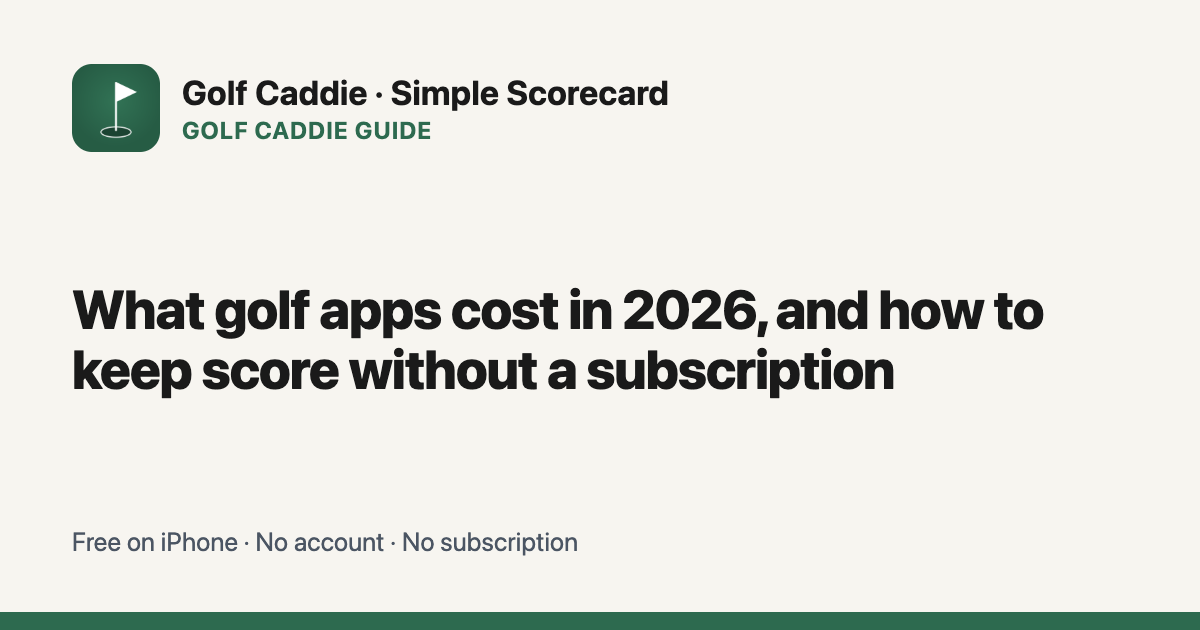 Golf Caddie · Simple Scorecard
GOLF CADDIE GUIDE
What golf apps cost in 2026, and how to
keep score without a subscription
Free on iPhone · No account · No subscription